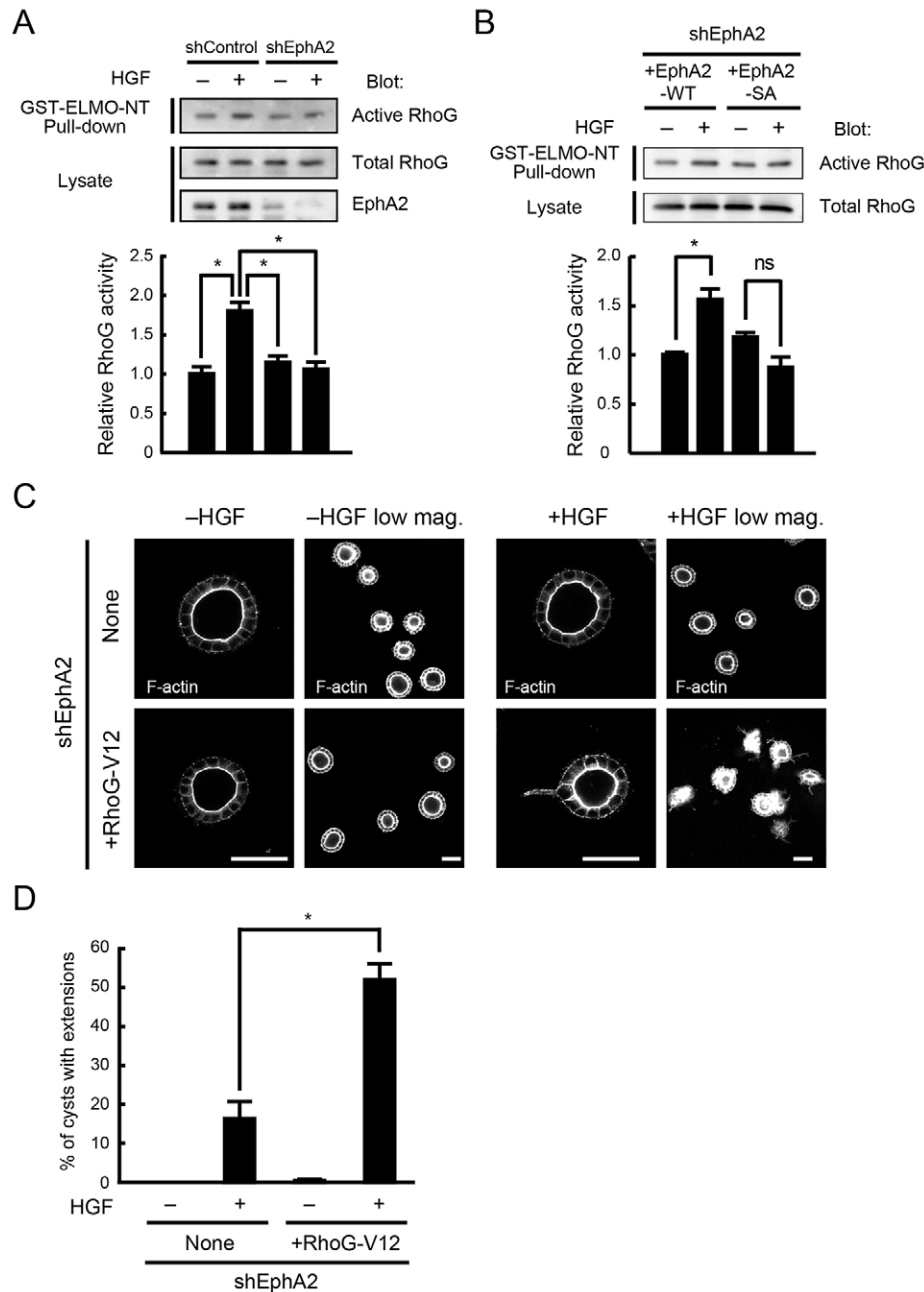 A
shControl shEphA2
HGF – + – + Blot:
GST-ELMO-NT
Pull-down
Active RhoG
Lysate
Total RhoG
EphA2
* * *
Relative RhoG activity
2.5
2.0
1.5
1.0
0.5
0
B
shEphA2
+EphA2
-WT
+EphA2
-SA
HGF – + – + Blot:
GST-ELMO-NT
Pull-down
Active RhoG
Lysate
Total RhoG
* ns
Relative RhoG activity
2.0
1.5
1.0
0.5
0
C
–HGF –HGF low mag. +HGF +HGF low mag.
shEphA2
None
F-actin F-actin F-actin F-actin
+RhoG-V12
D
*
% of cysts with extensions
60
50
40
30
20
10
0
HGF – + – +
None +RhoG-V12
shEphA2